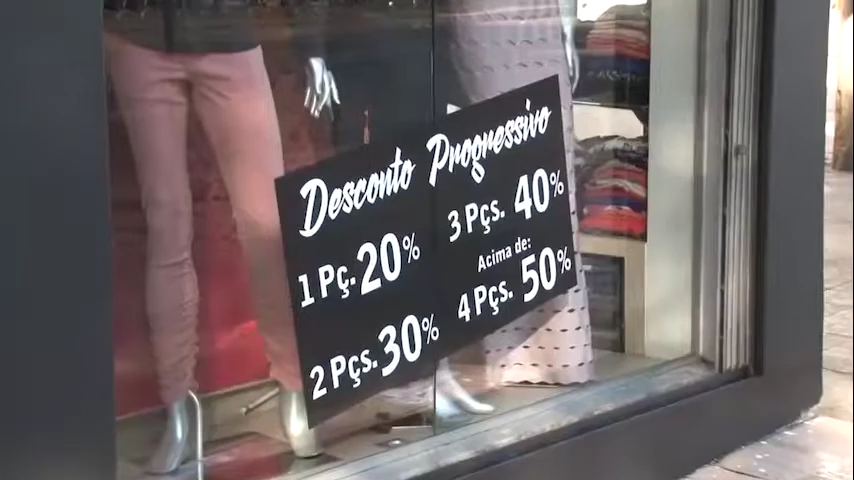 Desconto Progressivo
1 Pç. 20%
2 Pçs. 30%
3 Pçs. 40%
Acima de:
4 Pçs. 50%